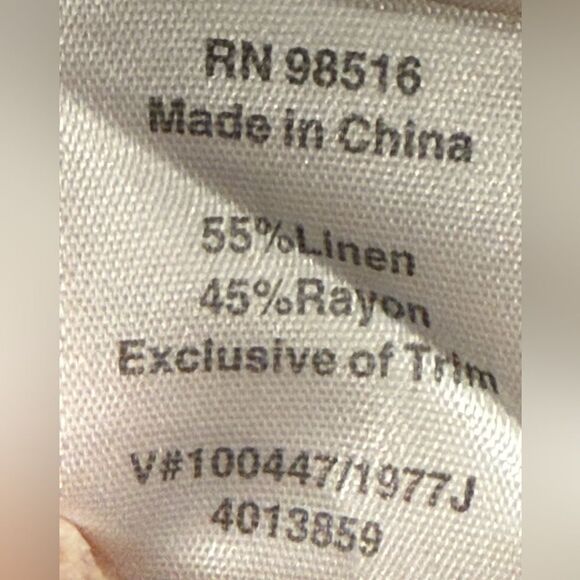 RN 98516
Made in China
55%Linen
45%Rayon
Exclusive of Trim
V#100447/1977J
4013859